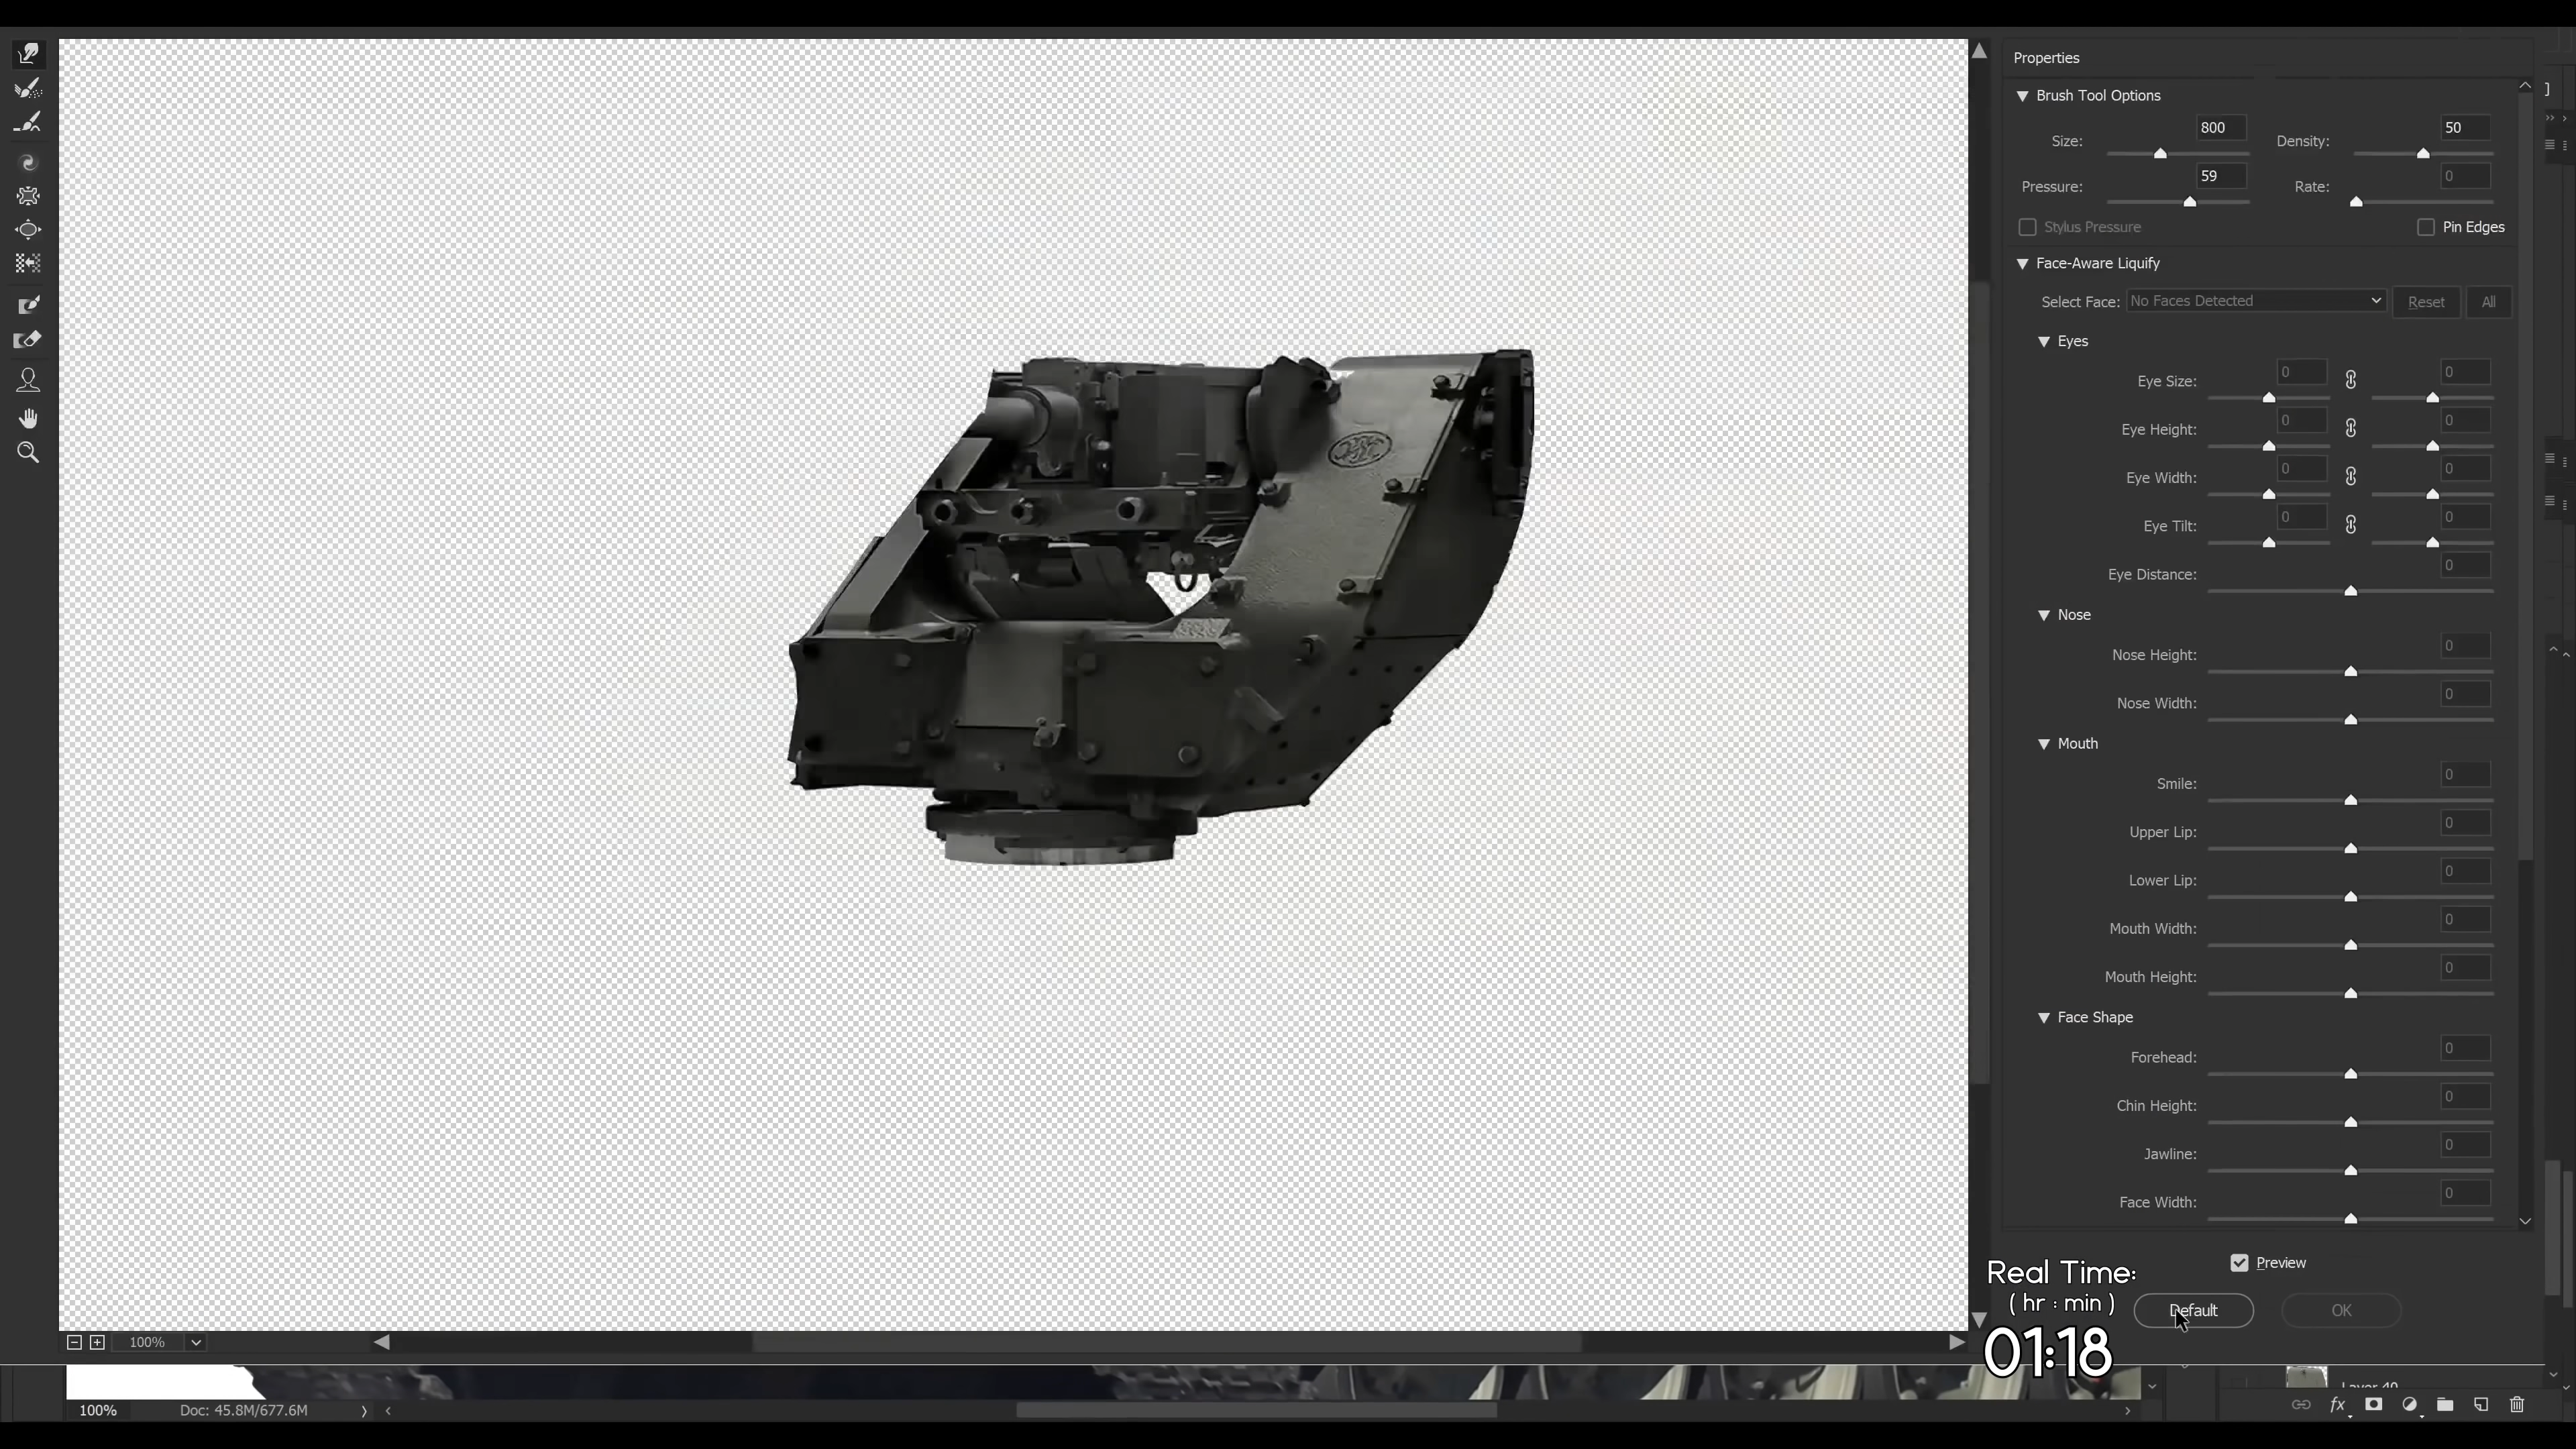 Properties
Brush Tool Options
Size: 800 Density: 50
Pressure: 59 Rate: 0
Stylus Pressure Pin Edges
Face-Aware Liquify
Select Face: No Faces Detected Reset All
Eyes
Eye Size: 0 0
Eye Height: 0 0
Eye Width: 0 0
Eye Tilt: 0 0
Eye Distance: 0
Nose
Nose Height: 0
Nose Width: 0
Mouth
Smile: 0
Upper Lip: 0
Lower Lip: 0
Mouth Width: 0
Mouth Height: 0
Face Shape
Forehead: 0
Chin Height: 0
Jawline: 0
Face Width: 0
Preview
Real Time:
( hr : min )
01:18
Default OK
100%
Layer 40
100% Doc: 45.8M/677.6M
fx